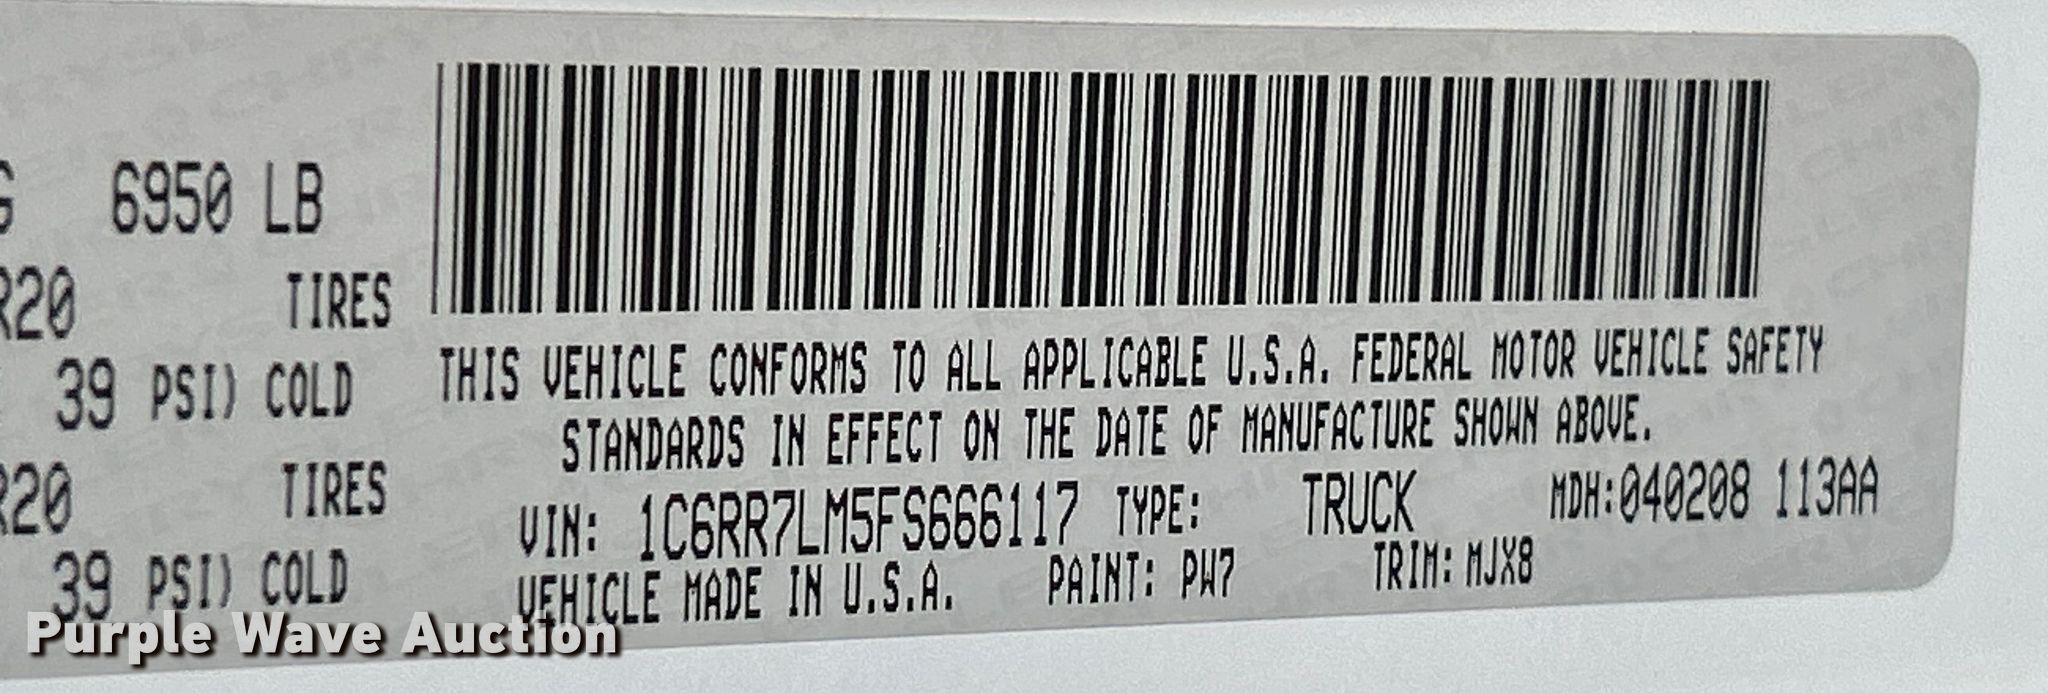 6950 LB
R20 TIRES
39 PSI) COLD
R20 TIRES
39 PSI) COLD
THIS VEHICLE CONFORMS TO ALL APPLICABLE U.S.A. FEDERAL MOTOR VEHICLE SAFETY
STANDARDS IN EFFECT ON THE DATE OF MANUFACTURE SHOWN ABOVE.
VIN: 1C6RR7LM5FS666117 TYPE: TRUCK MDH:040208 113AA
VEHICLE MADE IN U.S.A. PAINT: PW7 TRIM: MJX8
Purple Wave Auction